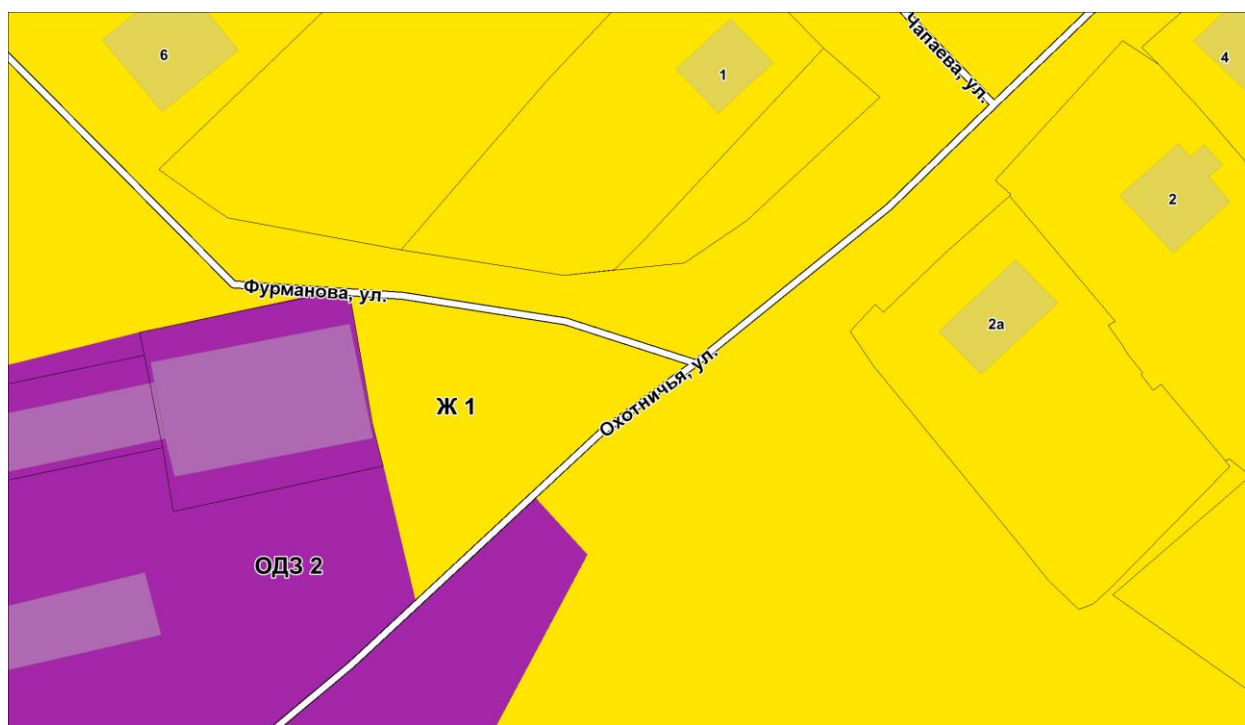 6
1
Чапаева, ул.
4
2
Фурманова, ул.
2а
Охотничья, ул.
Ж 1
ОДЗ 2